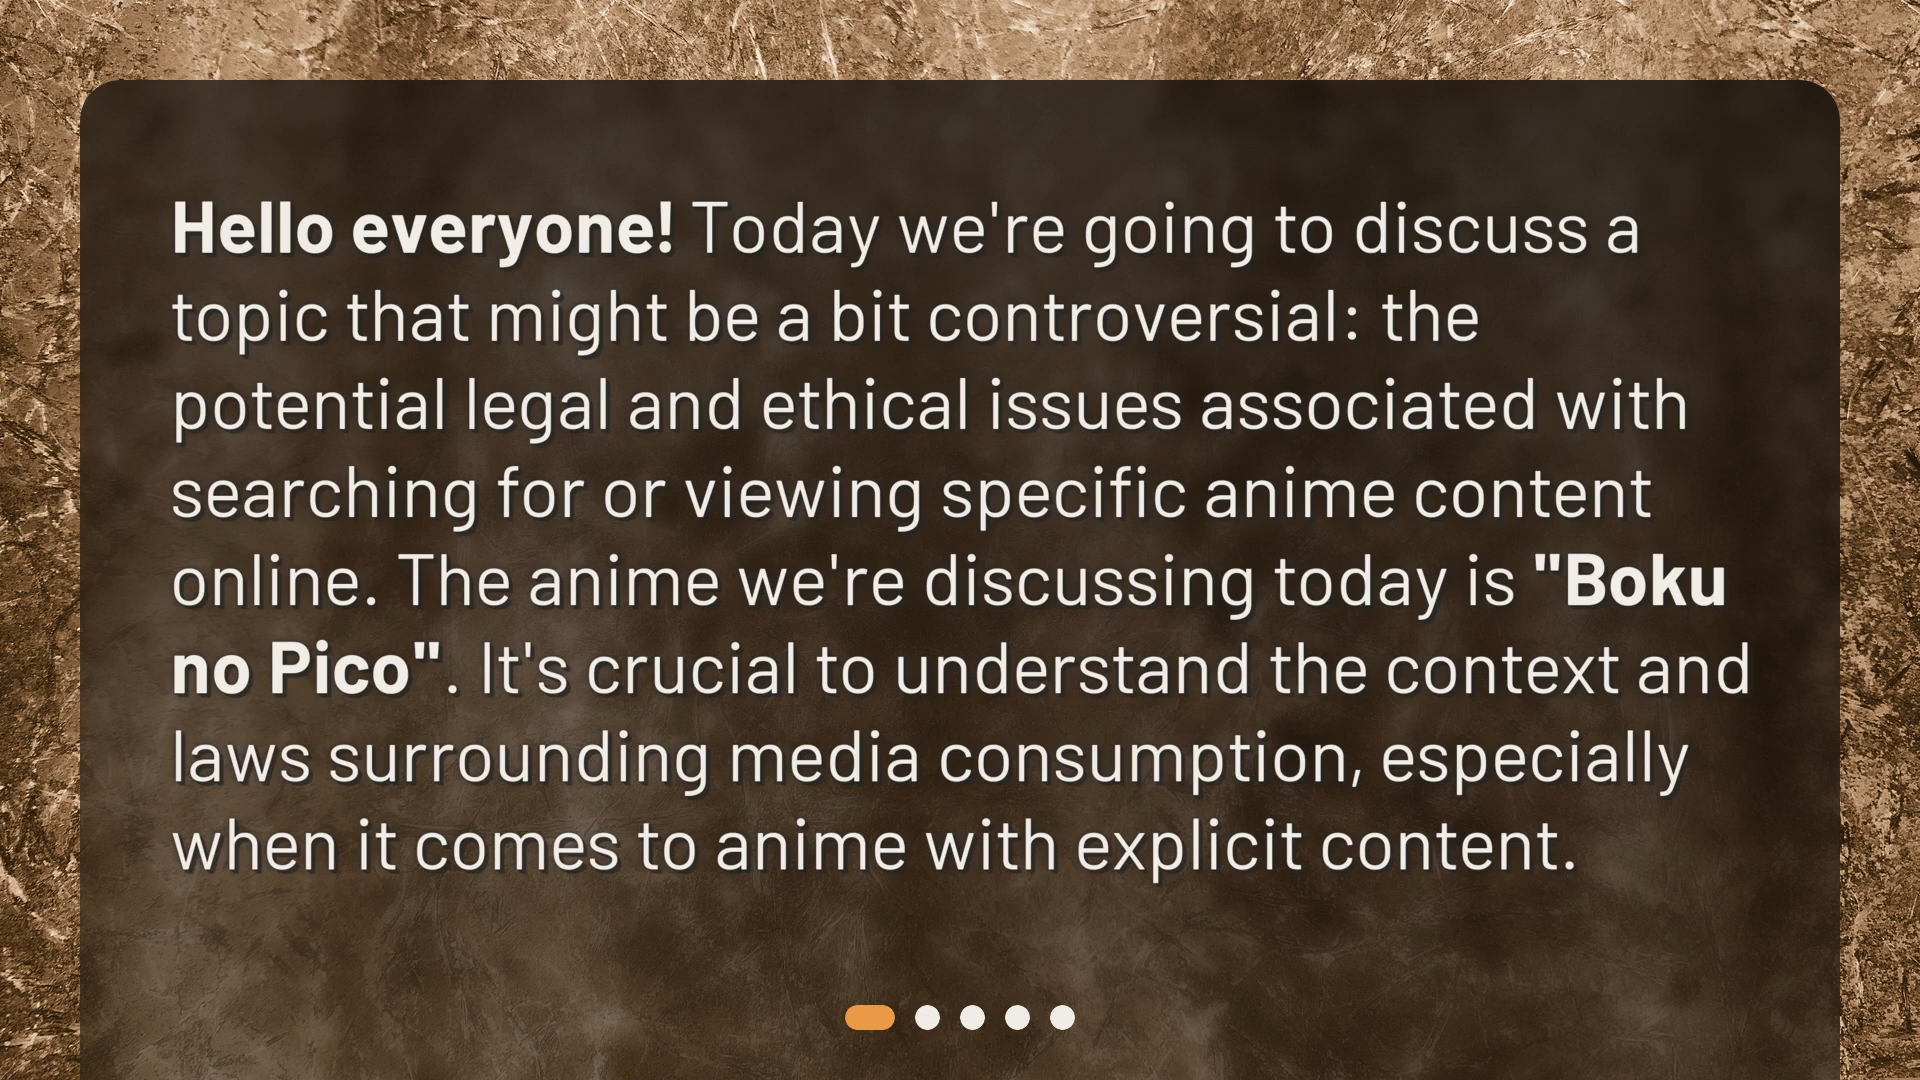 Hello everyone! Today we're going to discuss a
topic that might be a bit controversial: the
potential legal and ethical issues associated with
searching for or viewing specific anime content
online. The anime we're discussing today is "Boku
no Pico". It's crucial to understand the context and
laws surrounding media consumption, especially
when it comes to anime with explicit content.